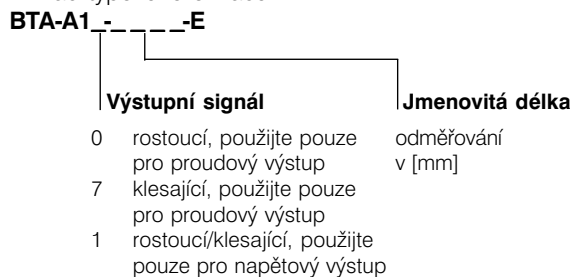 BTA-A1_-_ _ _ _-E
Výstupní signál
0 rostoucí, použijte pouze
pro proudový výstup
7 klesající, použijte pouze
pro proudový výstup
1 rostoucí/klesající, použijte
pouze pro napěťový výstup
Jmenovitá délka
odměřování
v [mm]